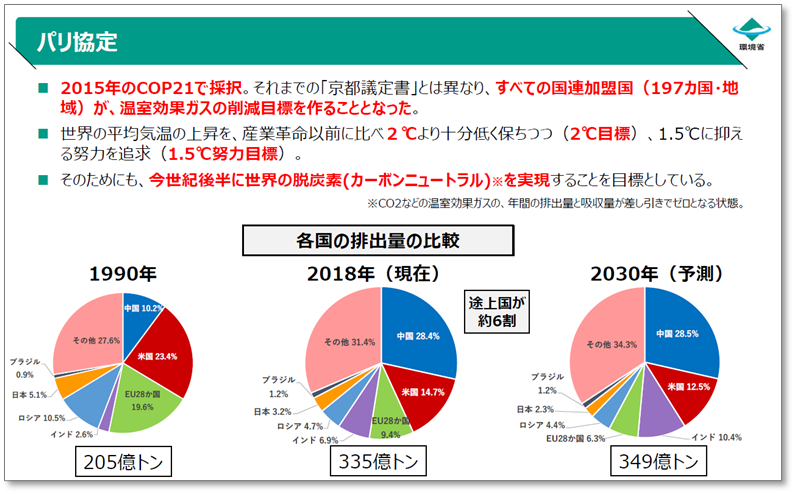 パリ協定
環境省
■ 2015年のCOP21で採択。それまでの「京都議定書」とは異なり、すべての国連加盟国（197カ国・地
域）が、温室効果ガスの削減目標を作ることとなった。
■ 世界の平均気温の上昇を、産業革命以前に比べ２℃より十分低く保ちつつ（2℃目標）、1.5℃に抑え
る努力を追求（1.5℃努力目標）。
■ そのためにも、今世紀後半に世界の脱炭素(カーボンニュートラル)※を実現することを目標としている。
※CO2などの温室効果ガスの、年間の排出量と吸収量が差し引きでゼロとなる状態。
各国の排出量の比較
1990年
中国 10.2%
米国 23.4%
EU28か国
19.6%
インド 2.6%
ロシア 10.5%
日本 5.1%
ブラジル
0.9%
その他 27.6%
205億トン
2018年（現在）
途上国が
約6割
中国 28.4%
米国 14.7%
EU28か国
9.4%
インド 6.9%
ロシア 4.7%
日本 3.2%
ブラジル
1.2%
その他 31.4%
335億トン
2030年（予測）
中国 28.5%
米国 12.5%
インド 10.4%
EU28か国 6.3%
ロシア 4.4%
日本 2.3%
ブラジル
1.2%
その他 34.3%
349億トン